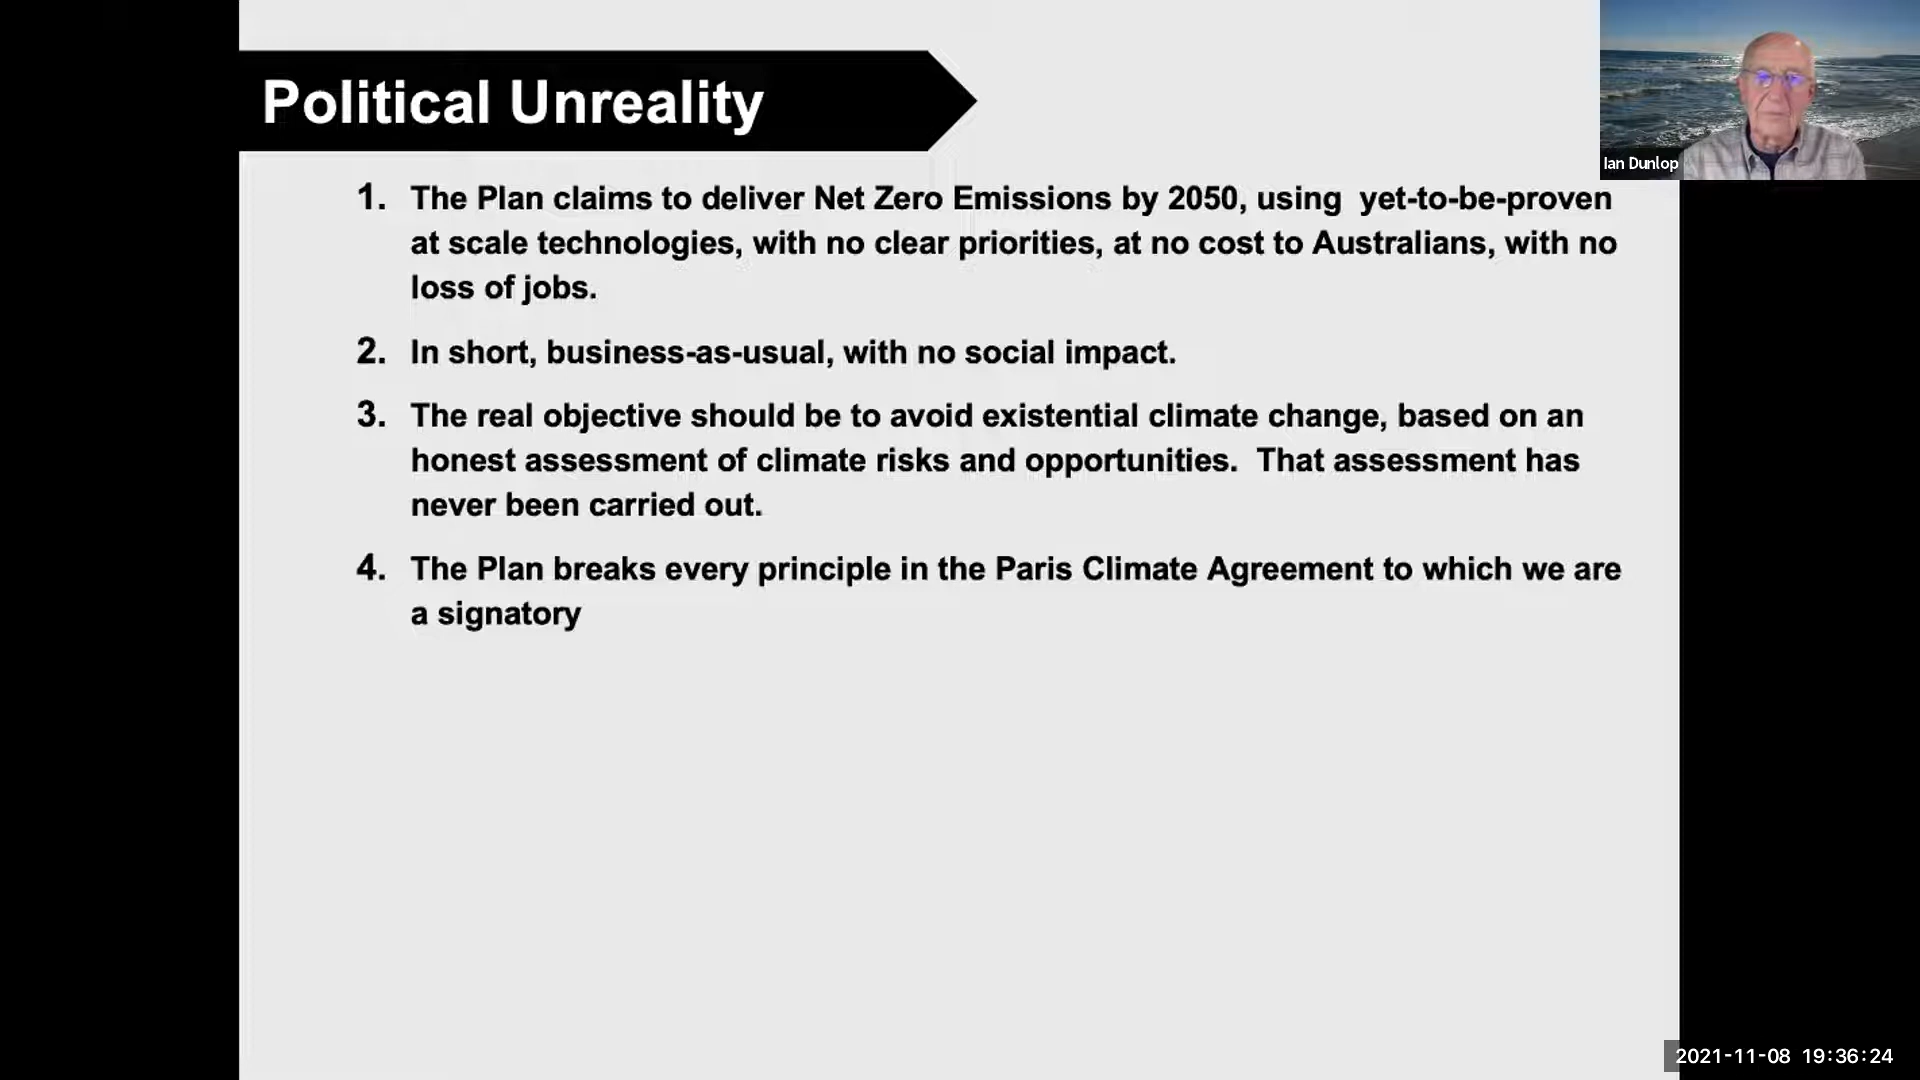 Political Unreality
Ian Dunlop
1. The Plan claims to deliver Net Zero Emissions by 2050, using  yet-to-be-proven
at scale technologies, with no clear priorities, at no cost to Australians, with no
loss of jobs.
2. In short, business-as-usual, with no social impact.
3. The real objective should be to avoid existential climate change, based on an
honest assessment of climate risks and opportunities.  That assessment has
never been carried out.
4. The Plan breaks every principle in the Paris Climate Agreement to which we are
a signatory
2021-11-08 19:36:24